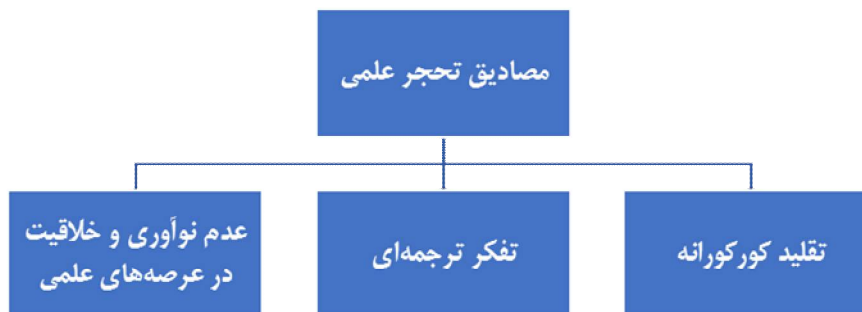 مصادیق تحجر علمی
تقلید کورکورانه
تفکر ترجمه‌ای
عدم نوآوری و خلاقیت
در عرصه‌های علمی